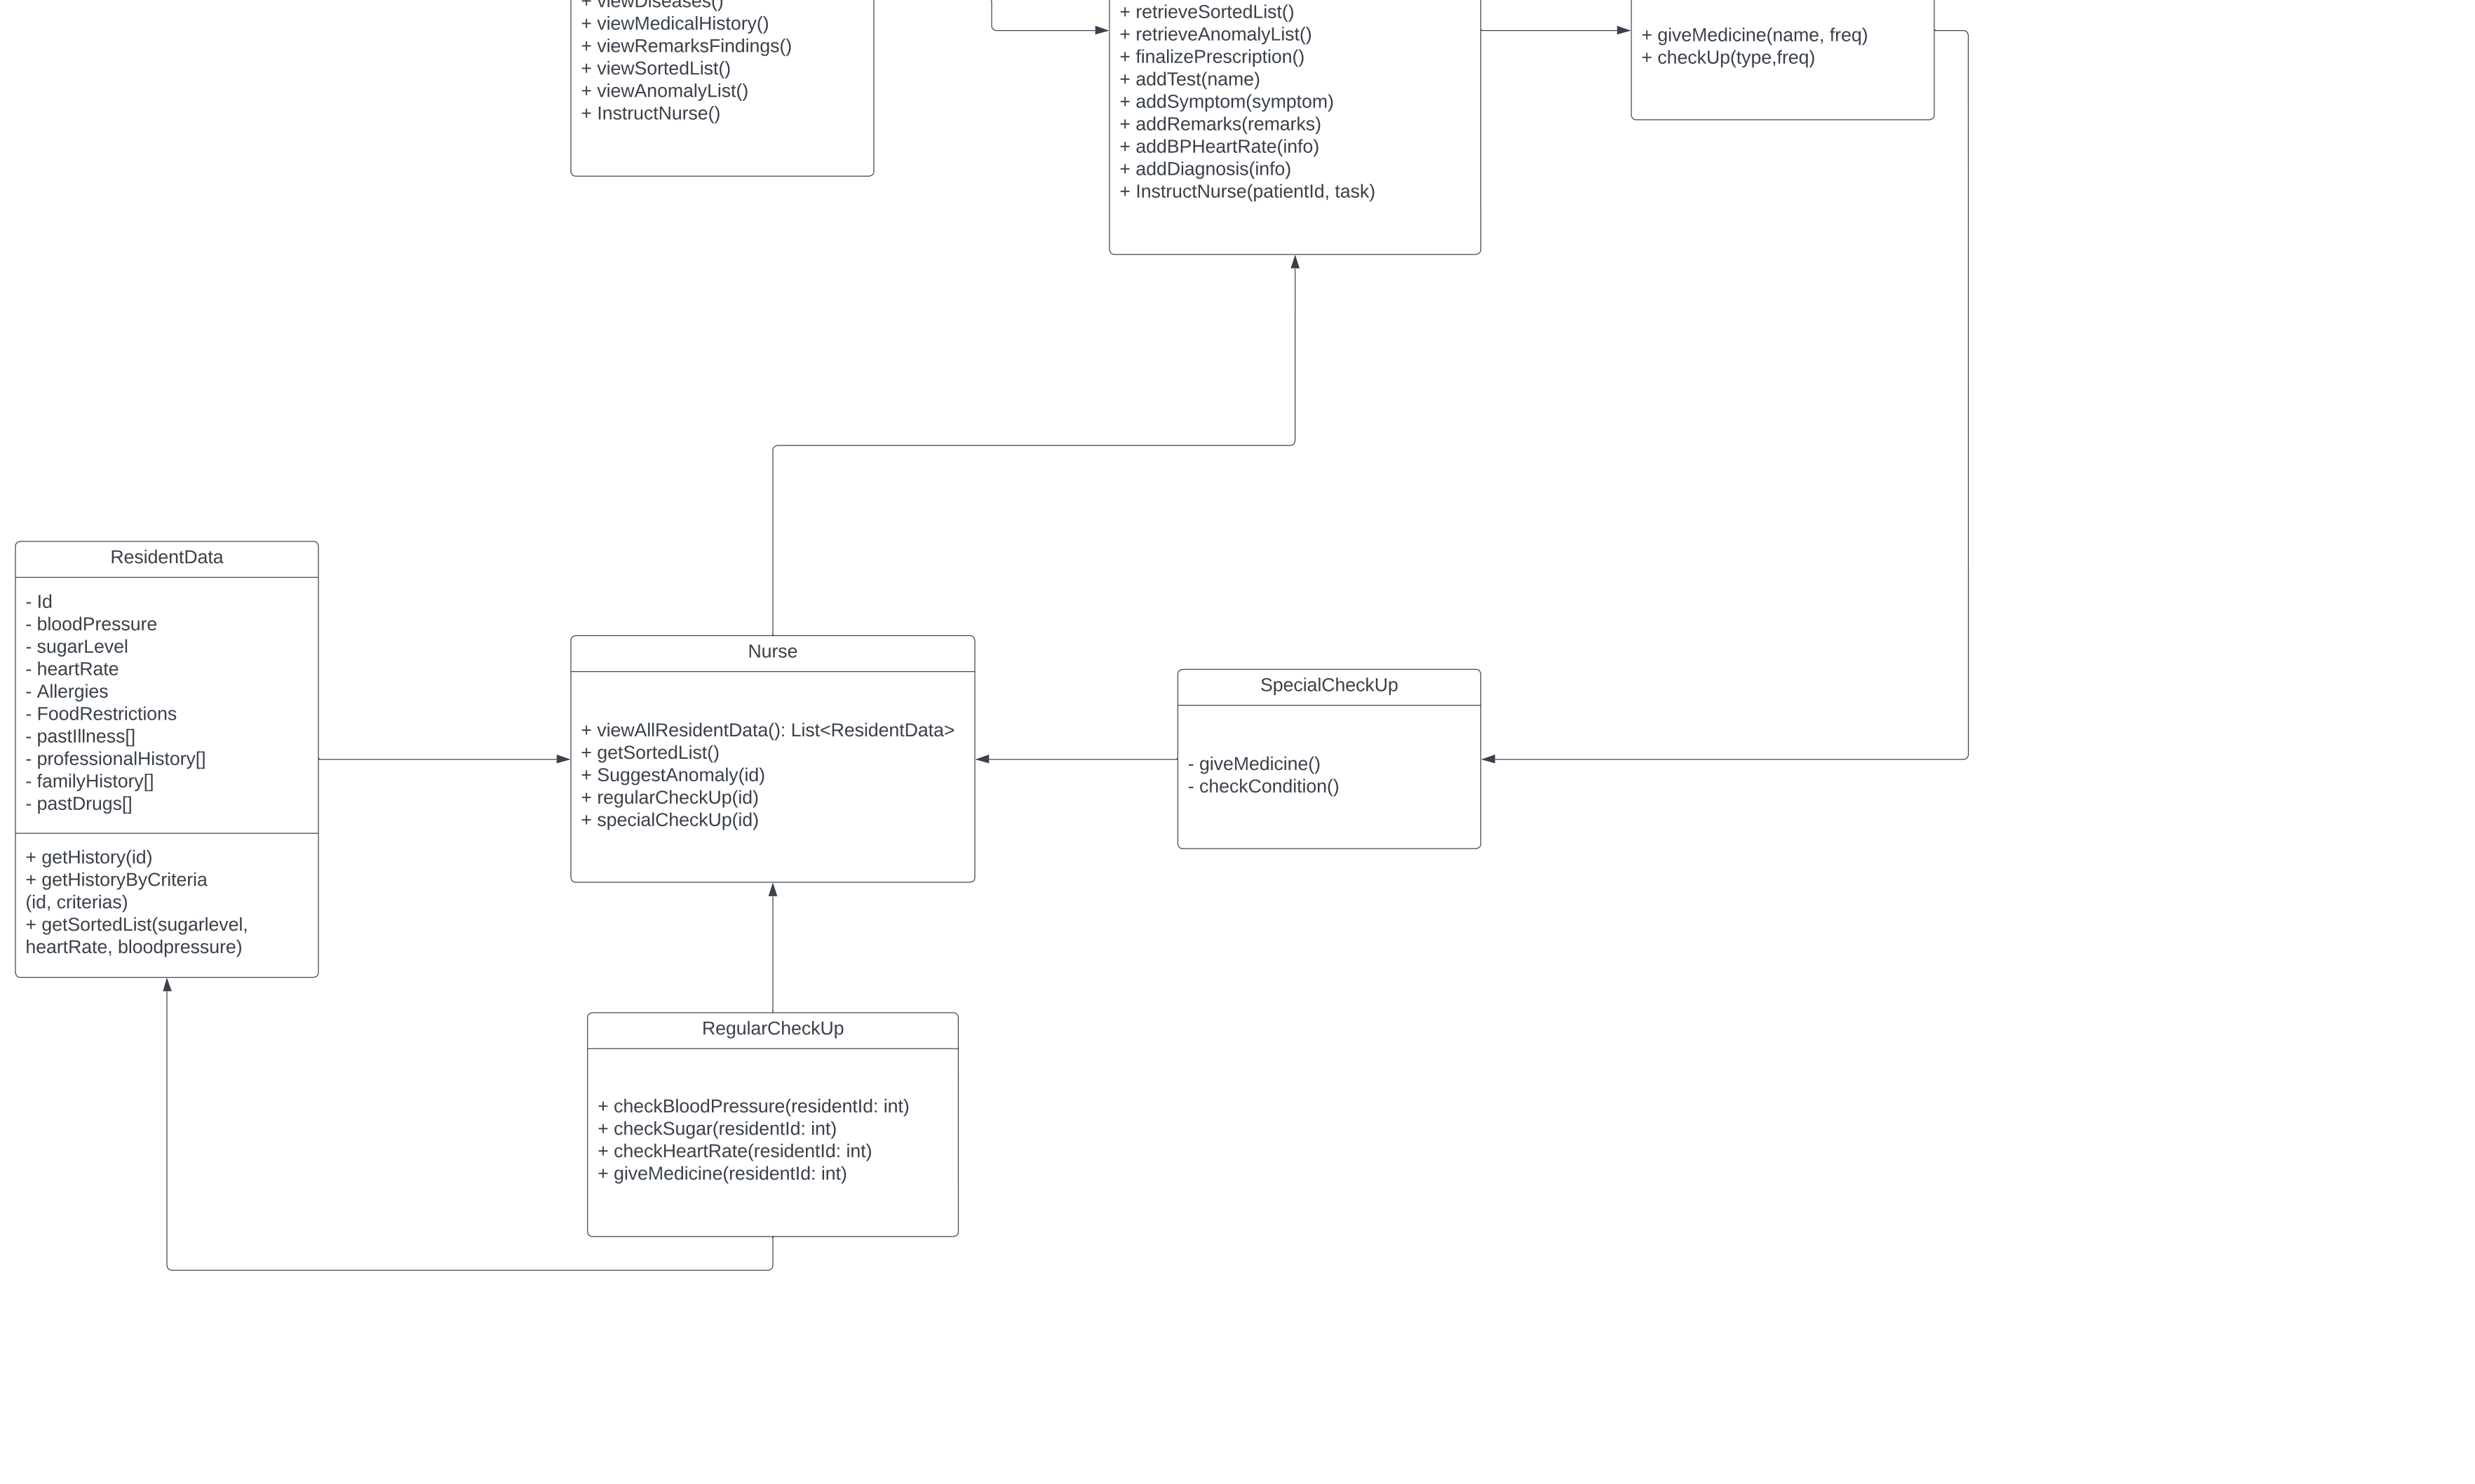 + viewDiseases()
+ viewMedicalHistory()
+ viewRemarksFindings()
+ viewSortedList()
+ viewAnomalyList()
+ InstructNurse()
+ retrieveSortedList()
+ retrieveAnomalyList()
+ finalizePrescription()
+ addTest(name)
+ addSymptom(symptom)
+ addRemarks(remarks)
+ addBPHeartRate(info)
+ addDiagnosis(info)
+ InstructNurse(patientId, task)
+ giveMedicine(name, freq)
+ checkUp(type,freq)
ResidentData
- Id
- bloodPressure
- sugarLevel
- heartRate
- Allergies
- FoodRestrictions
- pastIllness[]
- professionalHistory[]
- familyHistory[]
- pastDrugs[]
+ getHistory(id)
+ getHistoryByCriteria
(id, criterias)
+ getSortedList(sugarlevel,
heartRate, bloodpressure)
Nurse
+ viewAllResidentData(): List<ResidentData>
+ getSortedList()
+ SuggestAnomaly(id)
+ regularCheckUp(id)
+ specialCheckUp(id)
SpecialCheckUp
- giveMedicine()
- checkCondition()
RegularCheckUp
+ checkBloodPressure(residentId: int)
+ checkSugar(residentId: int)
+ checkHeartRate(residentId: int)
+ giveMedicine(residentId: int)